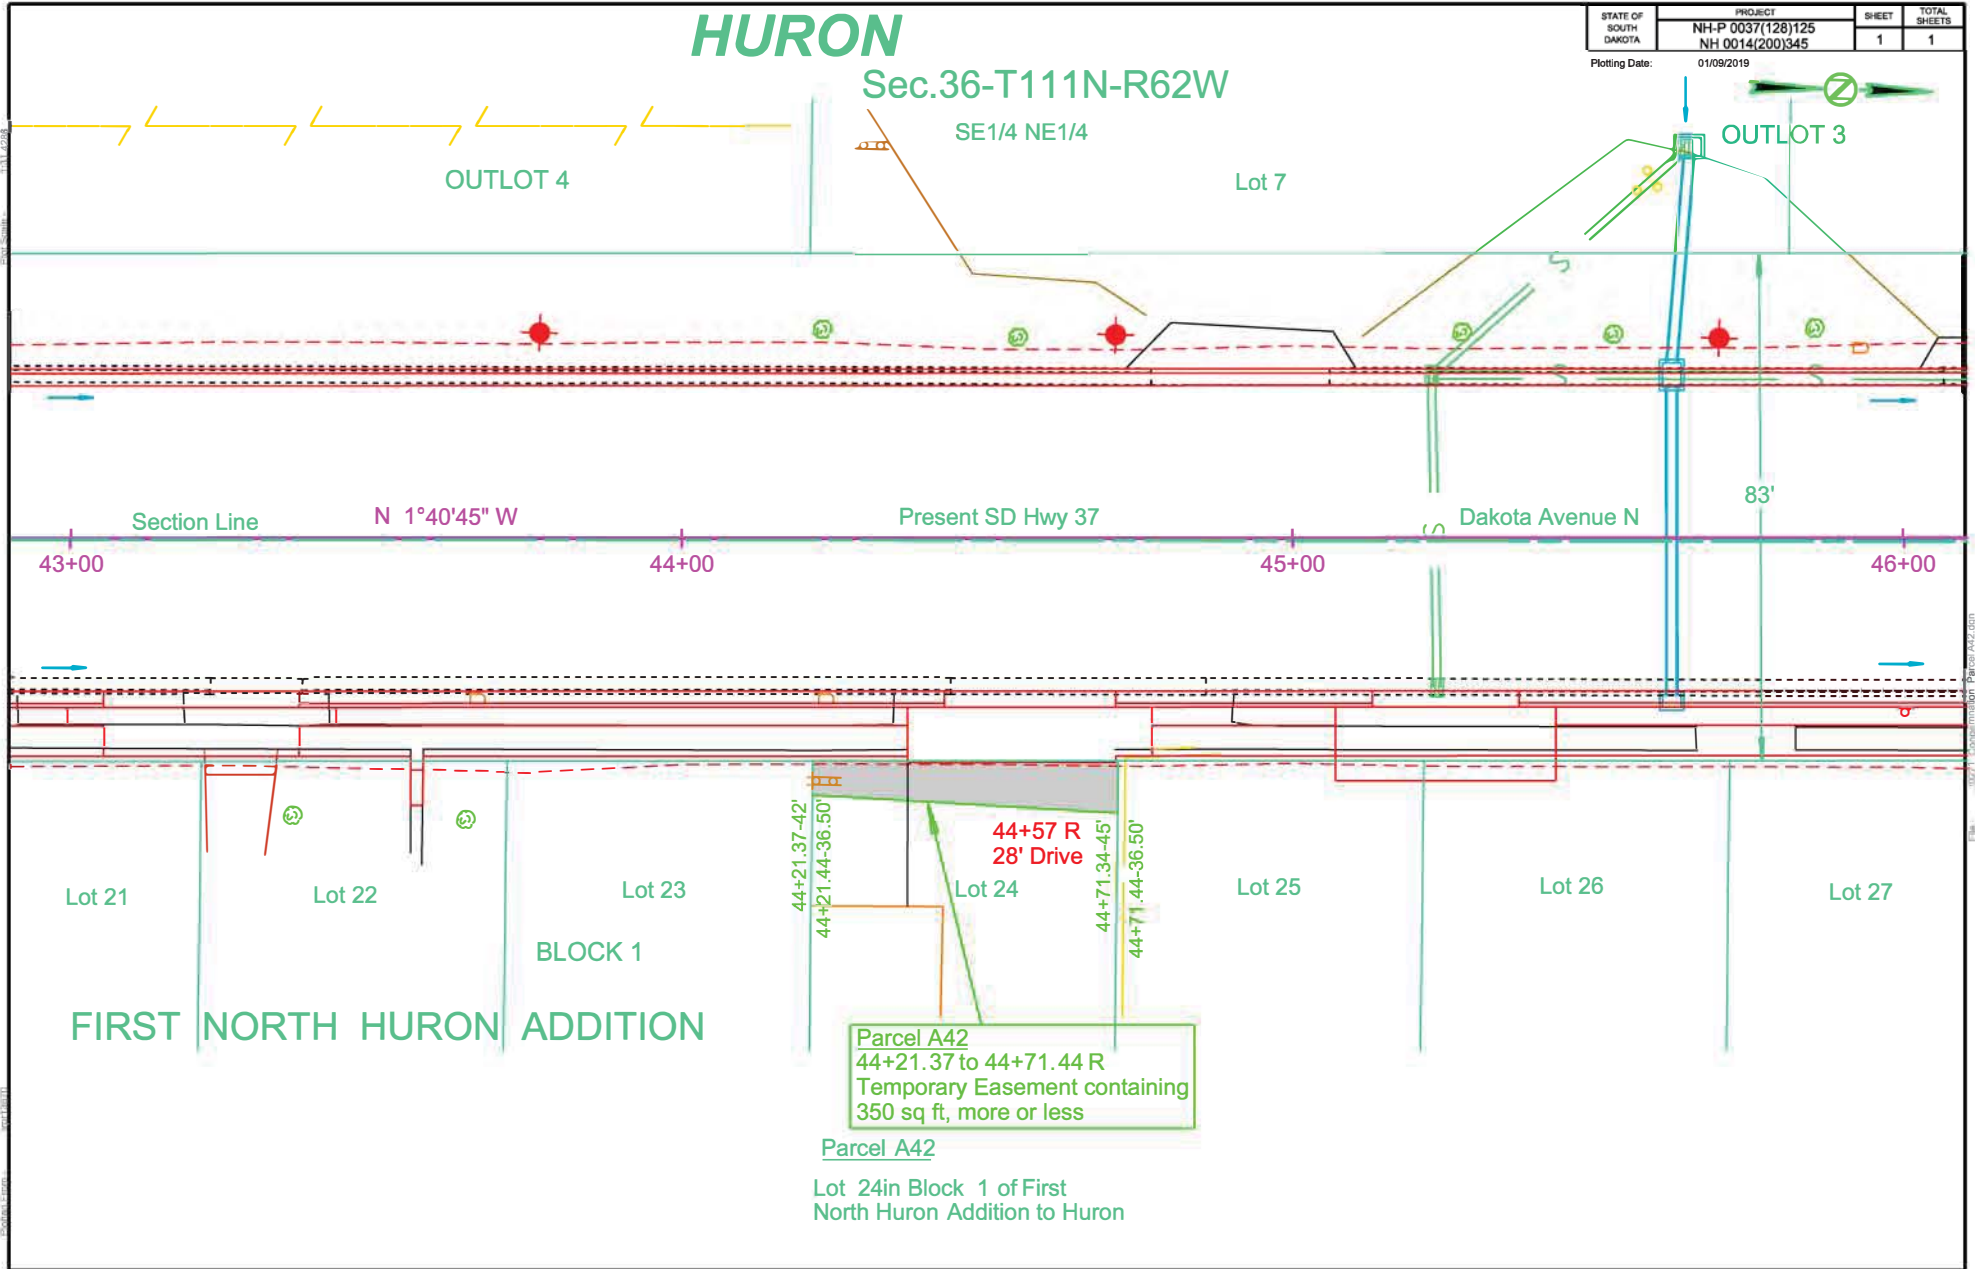 HURON
Sec.36-T111N-R62W
SE1/4 NE1/4
STATE OF
SOUTH
DAKOTA
PROJECT
NH-P 0037(128)125
NH 0014(200)345
SHEET
1
TOTAL
SHEETS
1
Plotting Date: 01/09/2019
Z
OUTLOT 4
Lot 7
OUTLOT 3
S
S
S
83'
Section Line
N 1°40'45" W
Present SD Hwy 37
S
Dakota Avenue N
43+00
44+00
45+00
46+00
44+21.37-42'
44+21.44-36.50'
44+57 R
28' Drive
44+71.34-45'
44+71.44-36.50'
Lot 21
Lot 22
Lot 23
Lot 24
Lot 25
Lot 26
Lot 27
BLOCK 1
FIRST NORTH HURON ADDITION
Parcel A42
44+21.37 to 44+71.44 R
Temporary Easement containing
350 sq ft, more or less
Parcel A42
Lot 24in Block 1 of First
North Huron Addition to Huron